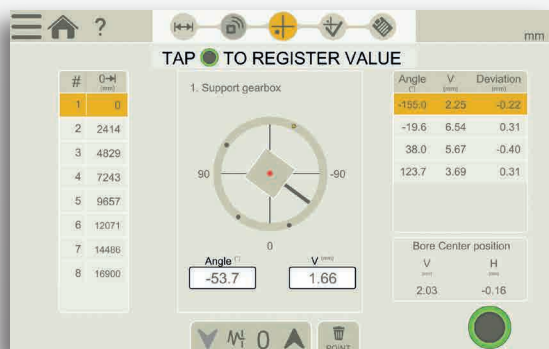 ?
mm
TAP TO REGISTER VALUE
# 0
(mm)
1 0
2 2414
3 4829
4 7243
5 9657
6 12071
7 14486
8 16900
1. Support gearbox
90 -90
0
Angle (°) V (mm)
-53.7 1.66
0
POINT
Angle V Deviation
(°) (mm) (mm)
-155.0 2.25 -0.22
-19.6 6.54 0.31
38.0 5.67 -0.40
123.7 3.69 0.31
Bore Center position
V H
(mm) (mm)
2.03 -0.16